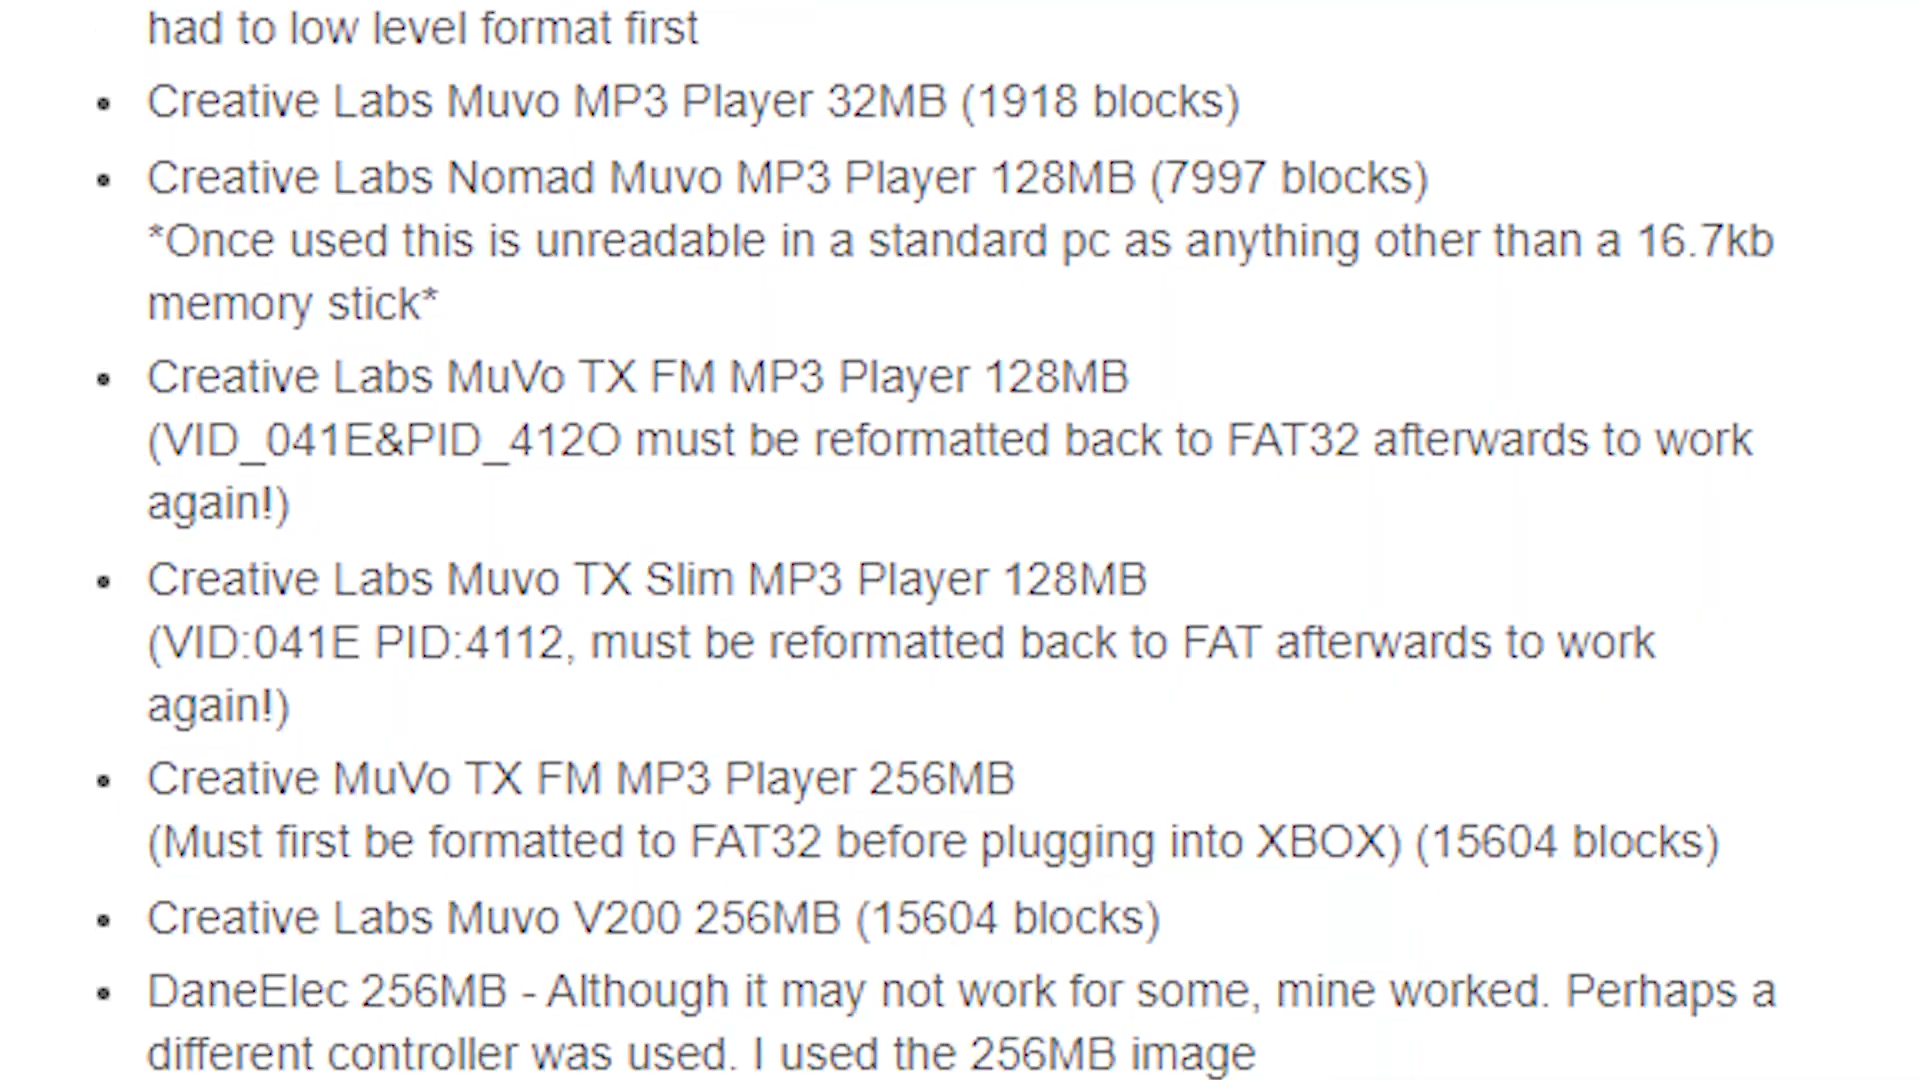 had to low level format first
• Creative Labs Muvo MP3 Player 32MB (1918 blocks)
• Creative Labs Nomad Muvo MP3 Player 128MB (7997 blocks)
*Once used this is unreadable in a standard pc as anything other than a 16.7kb
memory stick*
• Creative Labs MuVo TX FM MP3 Player 128MB
(VID_041E&PID_412O must be reformatted back to FAT32 afterwards to work
again!)
• Creative Labs Muvo TX Slim MP3 Player 128MB
(VID:041E PID:4112, must be reformatted back to FAT afterwards to work
again!)
• Creative MuVo TX FM MP3 Player 256MB
(Must first be formatted to FAT32 before plugging into XBOX) (15604 blocks)
• Creative Labs Muvo V200 256MB (15604 blocks)
• DaneElec 256MB - Although it may not work for some, mine worked. Perhaps a
different controller was used. I used the 256MB image